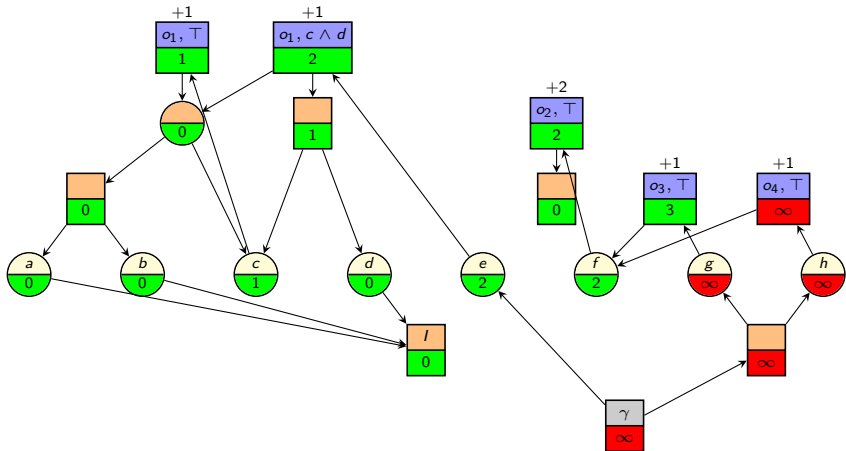 +1 +1
o₁, ⊤ o₁, c ∧ d
1 2
+2
o₂, ⊤
0 1 2
+1 +1
o₃, ⊤ o₄, ⊤
0 0 3 ∞
a b c d e f g h
0 0 1 0 2 2 ∞ ∞
I
0 ∞
γ
∞